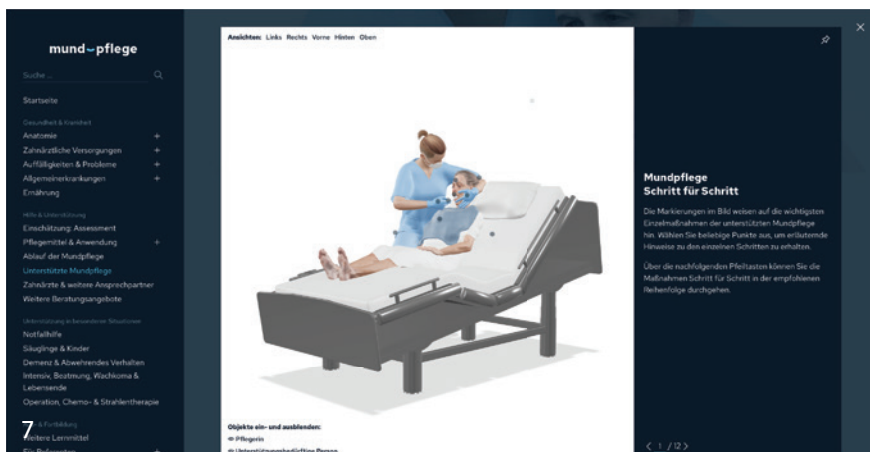 mund~pflege
Suche ...
Startseite
Gesundheit & Krankheit
Anatomie +
Zahnärztliche Versorgungen +
Auffälligkeiten & Probleme +
Allgemeinerkrankungen +
Ernährung
Hilfe & Unterstützung
Einschätzung: Assessment
Pflegemittel & Anwendung +
Ablauf der Mundpflege
Unterstützte Mundpflege
Zahnärzte & weitere Ansprechpartner
Weitere Beratungsangebote
Unterstützung in besonderen Situationen
Notfallhilfe
Säuglinge & Kinder
Demenz & Abwehrendes Verhalten
Intensiv, Beatmung, Wachkoma &
Lebensende
Operation, Chemo- & Strahlentherapie
& Fortbildung
7
Weitere Lernmittel
Für Referenten +
Ansichten: Links Rechts Vorne Hinten Oben
Objekte ein- und ausblenden:
Pflegerin
Unterstützungsbedürftige Person
Mundpflege
Schritt für Schritt
Die Markierungen im Bild weisen auf die wichtigsten
Einzelmaßnahmen der unterstützten Mundpflege
hin. Wählen Sie beliebige Punkte aus, um erläuternde
Hinweise zu den einzelnen Schritten zu erhalten.
Über die nachfolgenden Pfeiltasten können Sie die
Maßnahmen Schritt für Schritt in der empfohlenen
Reihenfolge durchgehen.
< 1 / 12 >